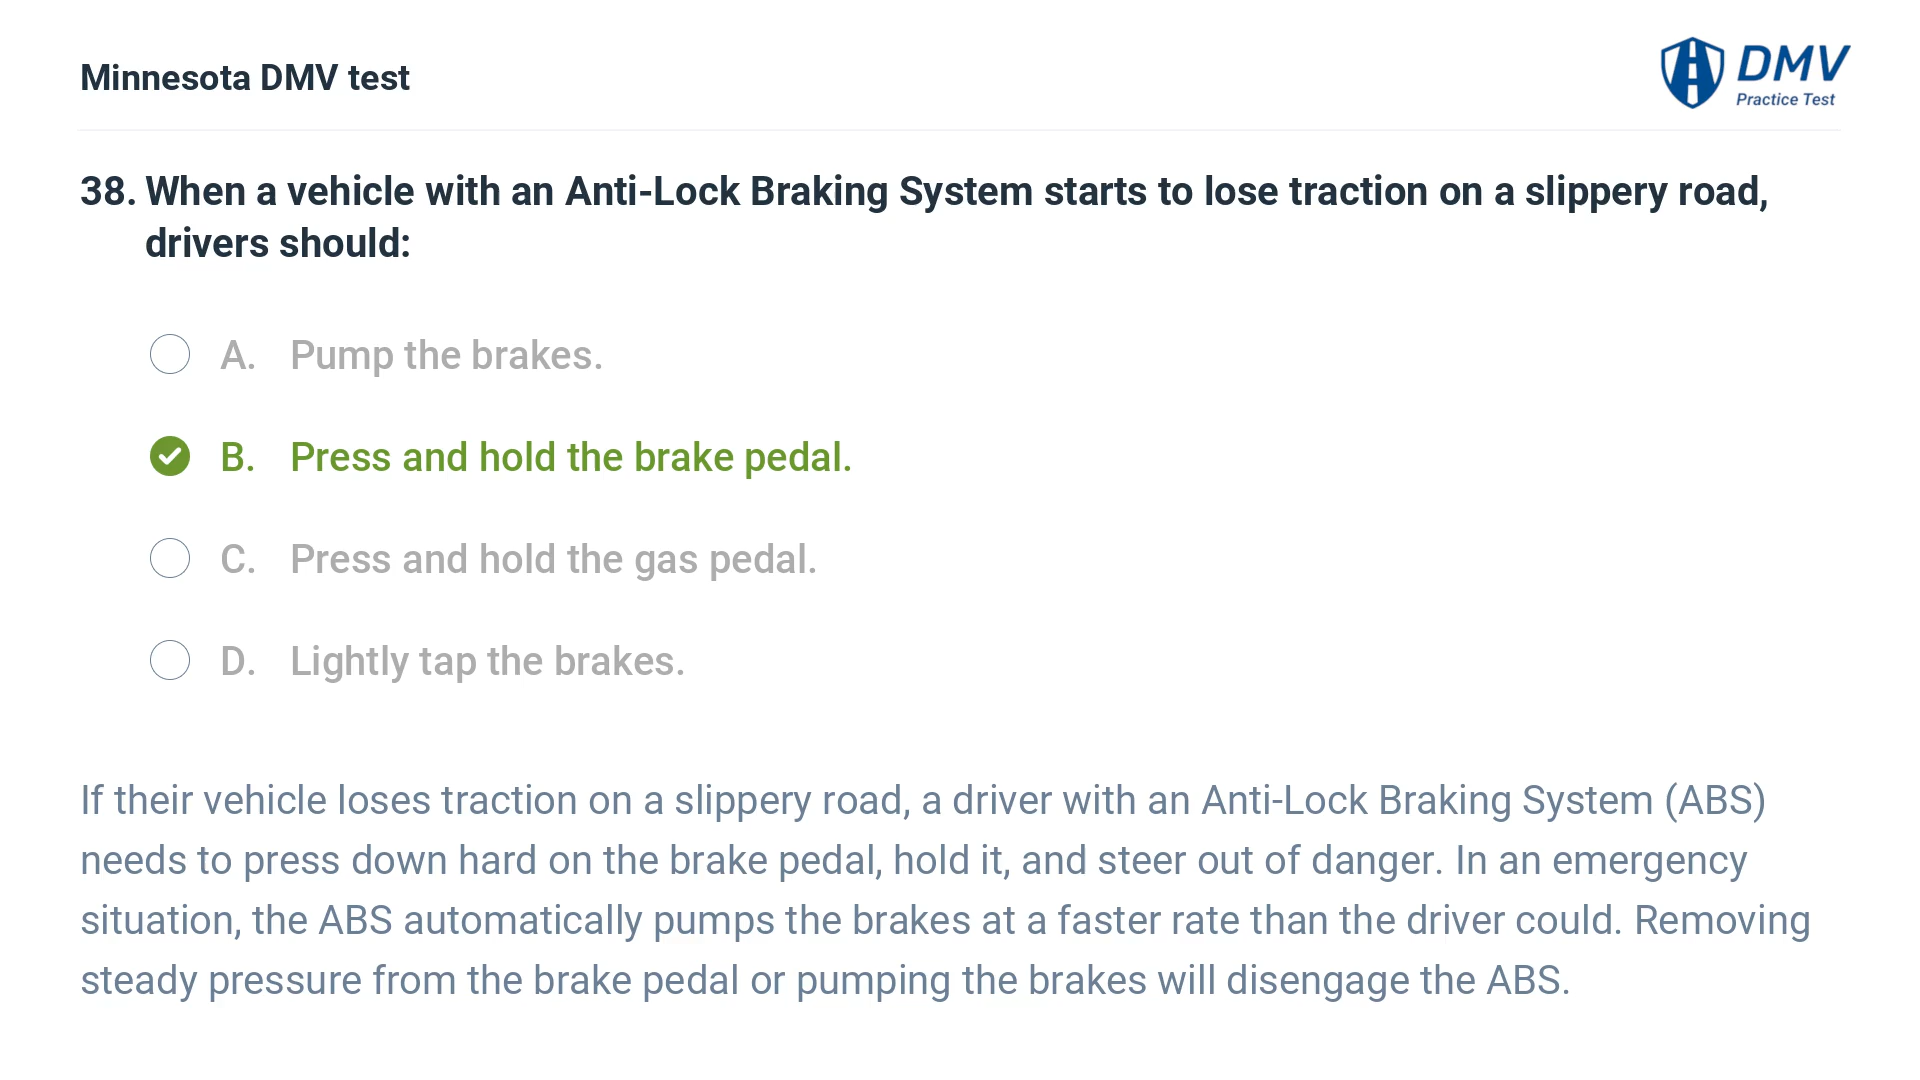 Minnesota DMV test
DMV
Practice Test
38. When a vehicle with an Anti-Lock Braking System starts to lose traction on a slippery road,
drivers should:
A. Pump the brakes.
B. Press and hold the brake pedal.
C. Press and hold the gas pedal.
D. Lightly tap the brakes.
If their vehicle loses traction on a slippery road, a driver with an Anti-Lock Braking System (ABS)
needs to press down hard on the brake pedal, hold it, and steer out of danger. In an emergency
situation, the ABS automatically pumps the brakes at a faster rate than the driver could. Removing
steady pressure from the brake pedal or pumping the brakes will disengage the ABS.